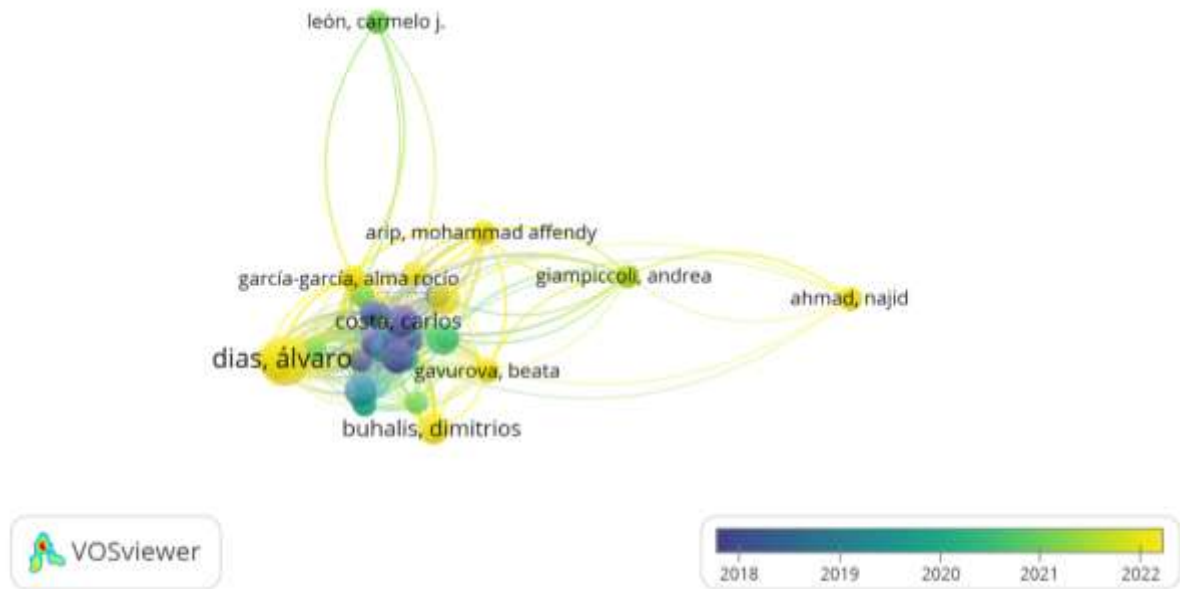 león, carmelo j.
arip, mohammad affendy
garcía-garcía, alma rocío
giampiccoli, andrea
ahmad, najid
costa, carlos
dias, álvaro
gavurova, beata
buhalis, dimitrios
VOSviewer
2018 2019 2020 2021 2022